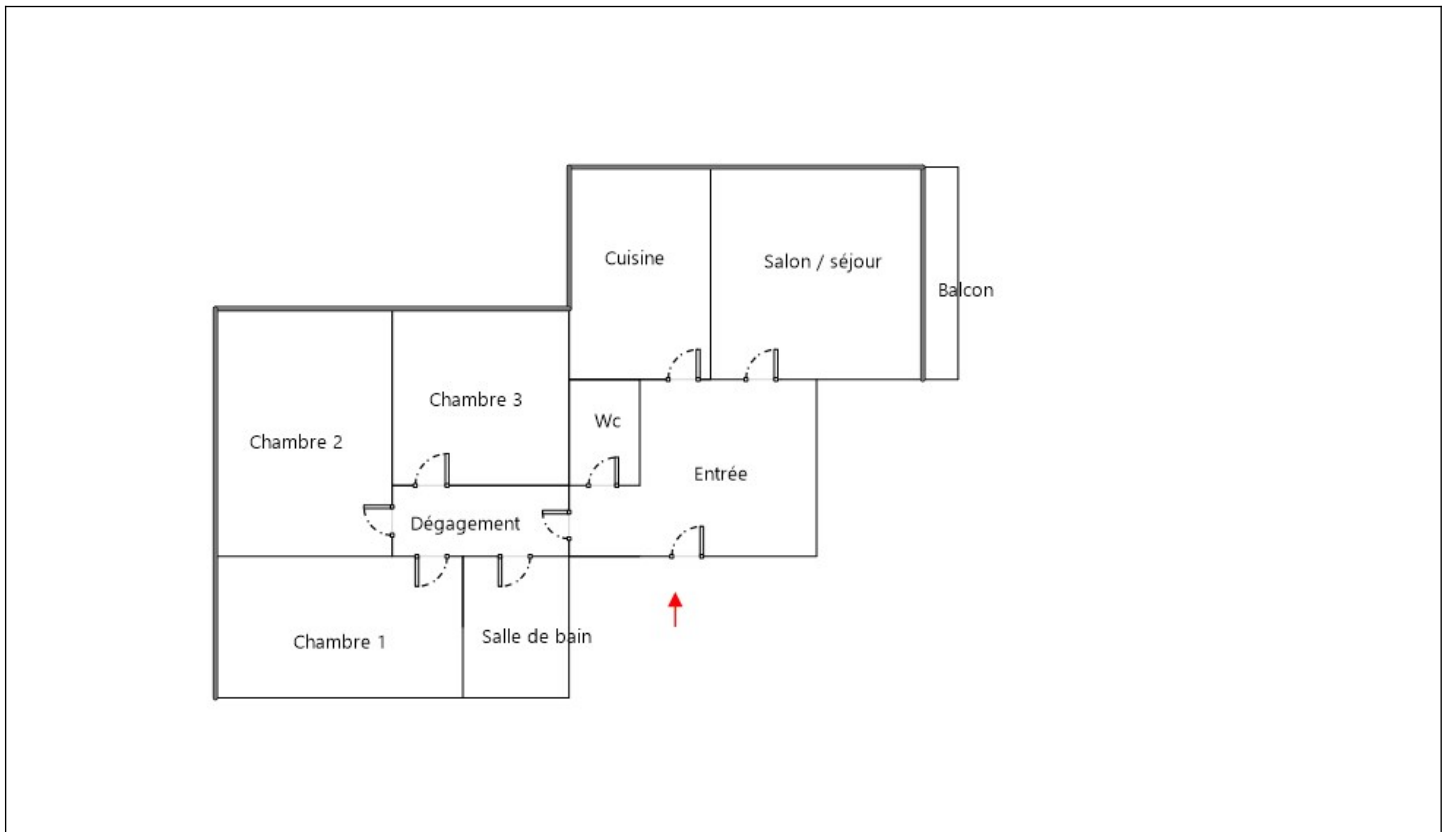 Cuisine
Salon / séjour
Balcon
Chambre 3
Wc
Chambre 2
Entrée
Dégagement
Chambre 1
Salle de bain